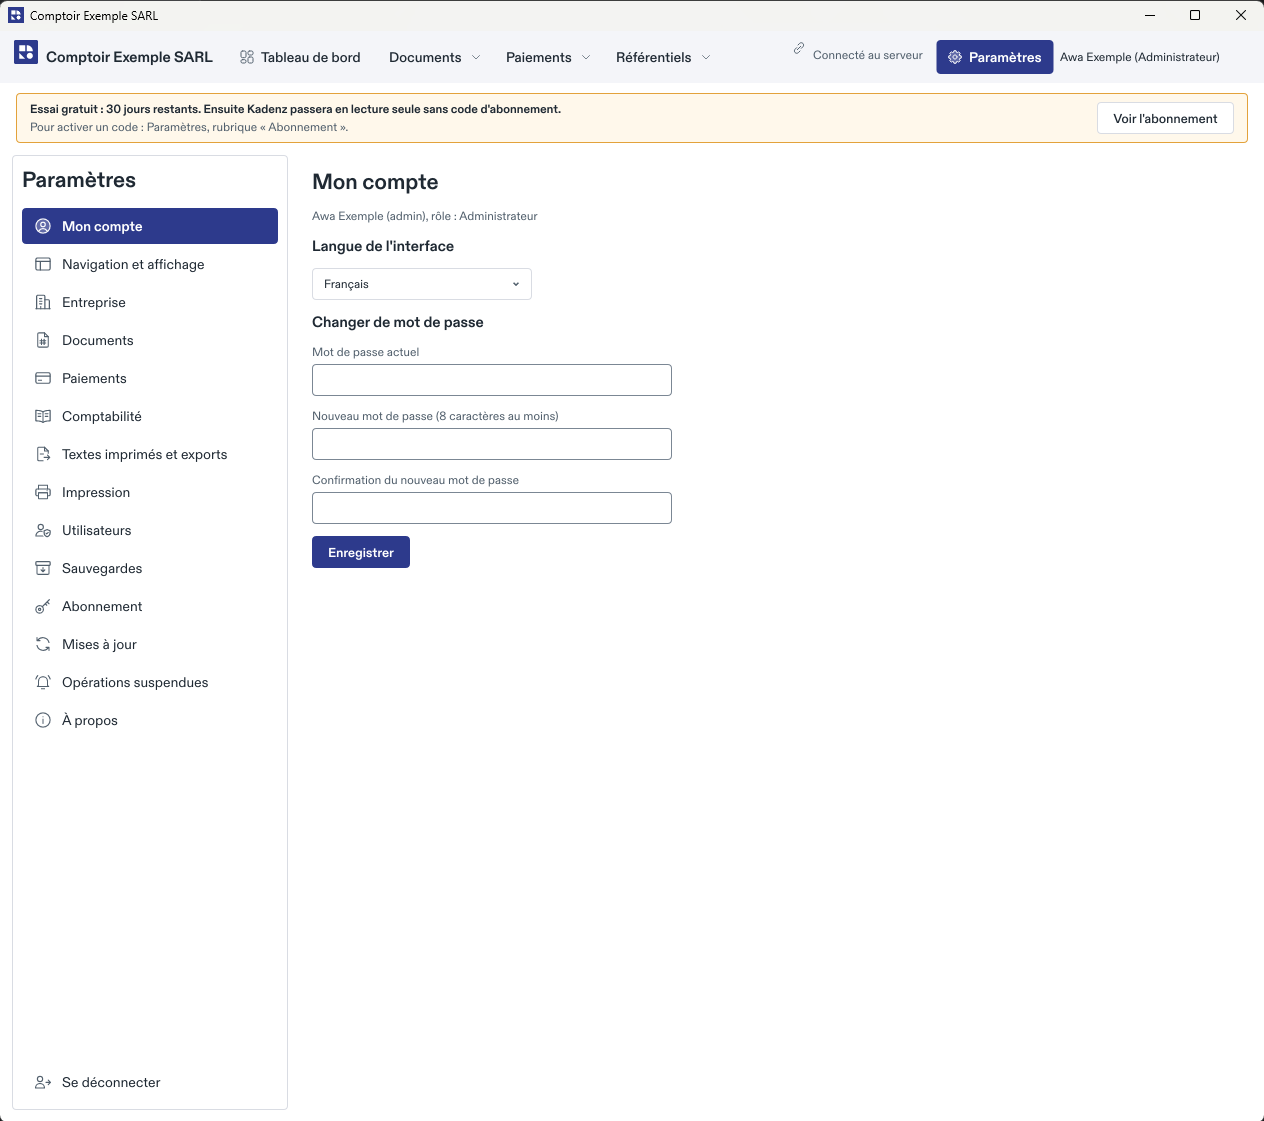 Comptoir Exemple SARL
Comptoir Exemple SARL
Tableau de bord
Documents
Paiements
Référentiels
Connecté au serveur
Paramètres
Awa Exemple (Administrateur)
Essai gratuit : 30 jours restants. Ensuite Kadenz passera en lecture seule sans code d'abonnement.
Pour activer un code : Paramètres, rubrique « Abonnement ».
Voir l'abonnement
Paramètres
Mon compte
Navigation et affichage
Entreprise
Documents
Paiements
Comptabilité
Textes imprimés et exports
Impression
Utilisateurs
Sauvegardes
Abonnement
Mises à jour
Opérations suspendues
À propos
Se déconnecter
Mon compte
Awa Exemple (admin), rôle : Administrateur
Langue de l'interface
Français
Changer de mot de passe
Mot de passe actuel
Nouveau mot de passe (8 caractères au moins)
Confirmation du nouveau mot de passe
Enregistrer